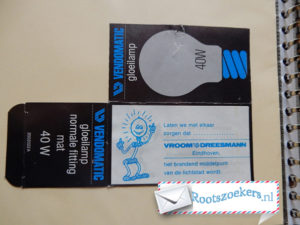 VENDOMATIC
gloeilamp
40W
VENDOMATIC
gloeilamp
normale fitting
mat
40 W
Laten we met elkaar
zorgen dat
VROOM & DREESMANN
Eindhoven
het brandend middelpunt
van de lichtstad wordt.
Rootszoekers.nl